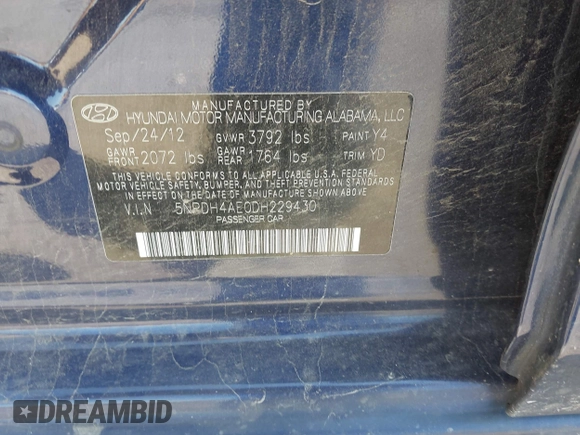 MANUFACTURED BY
HYUNDAI MOTOR MANUFACTURING ALABAMA, LLC
Sep/24/12 GVWR 3792 lbs PAINT Y4
GAWR FRONT 2072 lbs GAWR REAR 1764 lbs TRIM YD
THIS VEHICLE CONFORMS TO ALL APPLICABLE U.S.A. FEDERAL
MOTOR VEHICLE SAFETY, BUMPER, AND THEFT PREVENTION STANDARDS
IN EFFECT ON THE DATE OF MANUFACTURE SHOWN ABOVE
V.I.N 5NPDH4AE0DH229430
PASSENGER CAR
DREAMBID